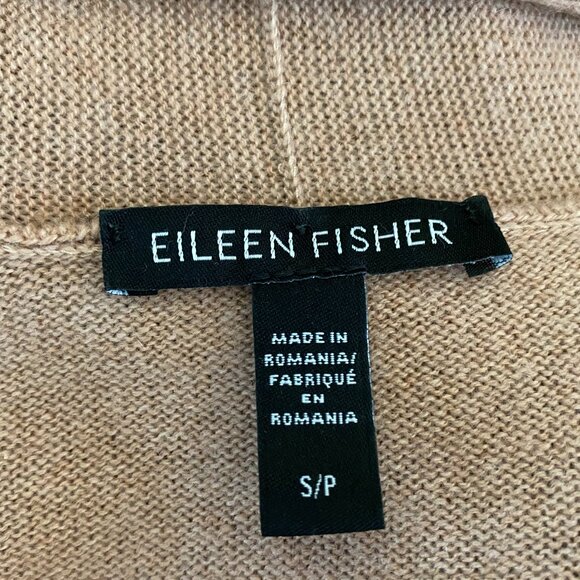 EILEEN FISHER
MADE IN
ROMANIA/
FABRIQUÉ
EN
ROMANIA
S/P